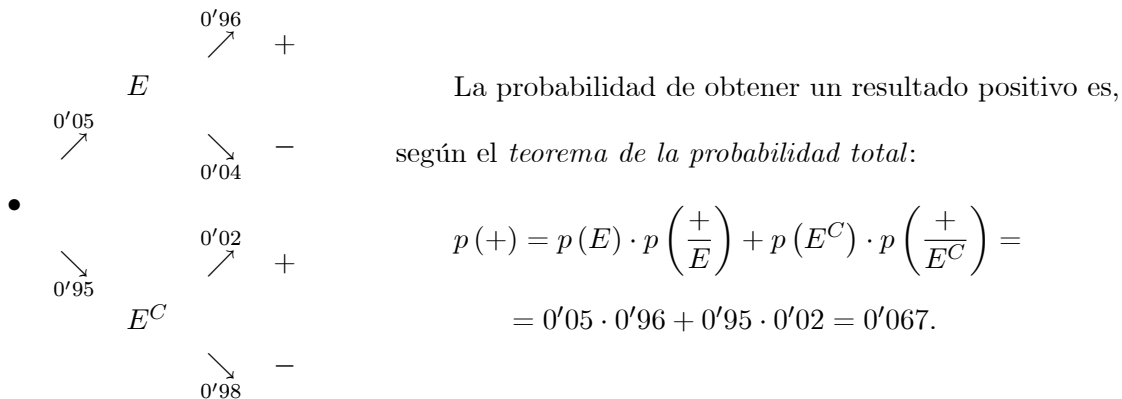 0′96
+
E
0′05
−
0′04
•
0′02
+
0′95
E^C
−
0′98
La probabilidad de obtener un resultado positivo es,
según el teorema de la probabilidad total:
p (+) = p (E) · p (+/E) + p (E^C) · p (+/E^C) =
= 0′05 · 0′96 + 0′95 · 0′02 = 0′067.